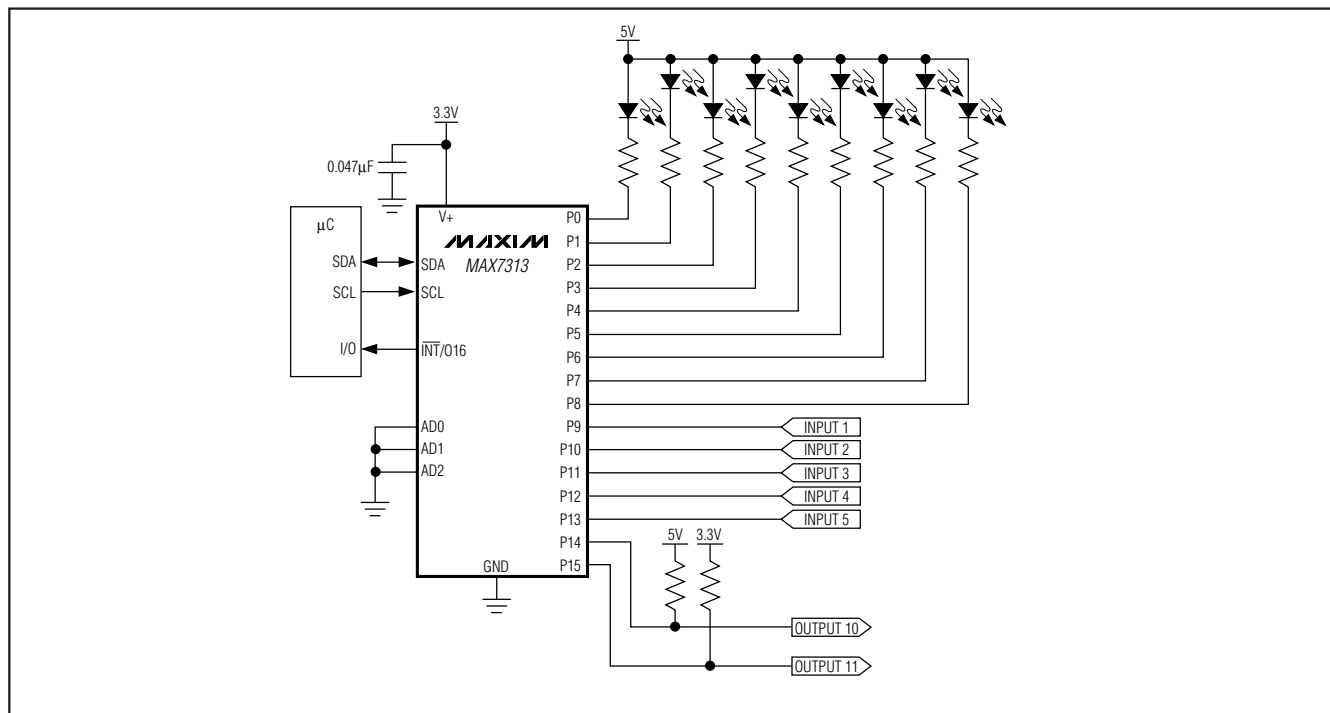 5V
3.3V
0.047μF
μC
V+
P0
MAXIM
MAX7313
P1
SDA
SDA
P2
SCL
SCL
P3
P4
P5
I/O
INT/O16
P6
P7
P8
AD0
P9
INPUT 1
AD1
P10
INPUT 2
AD2
P11
INPUT 3
P12
INPUT 4
P13
INPUT 5
5V
3.3V
P14
GND
P15
OUTPUT 10
OUTPUT 11